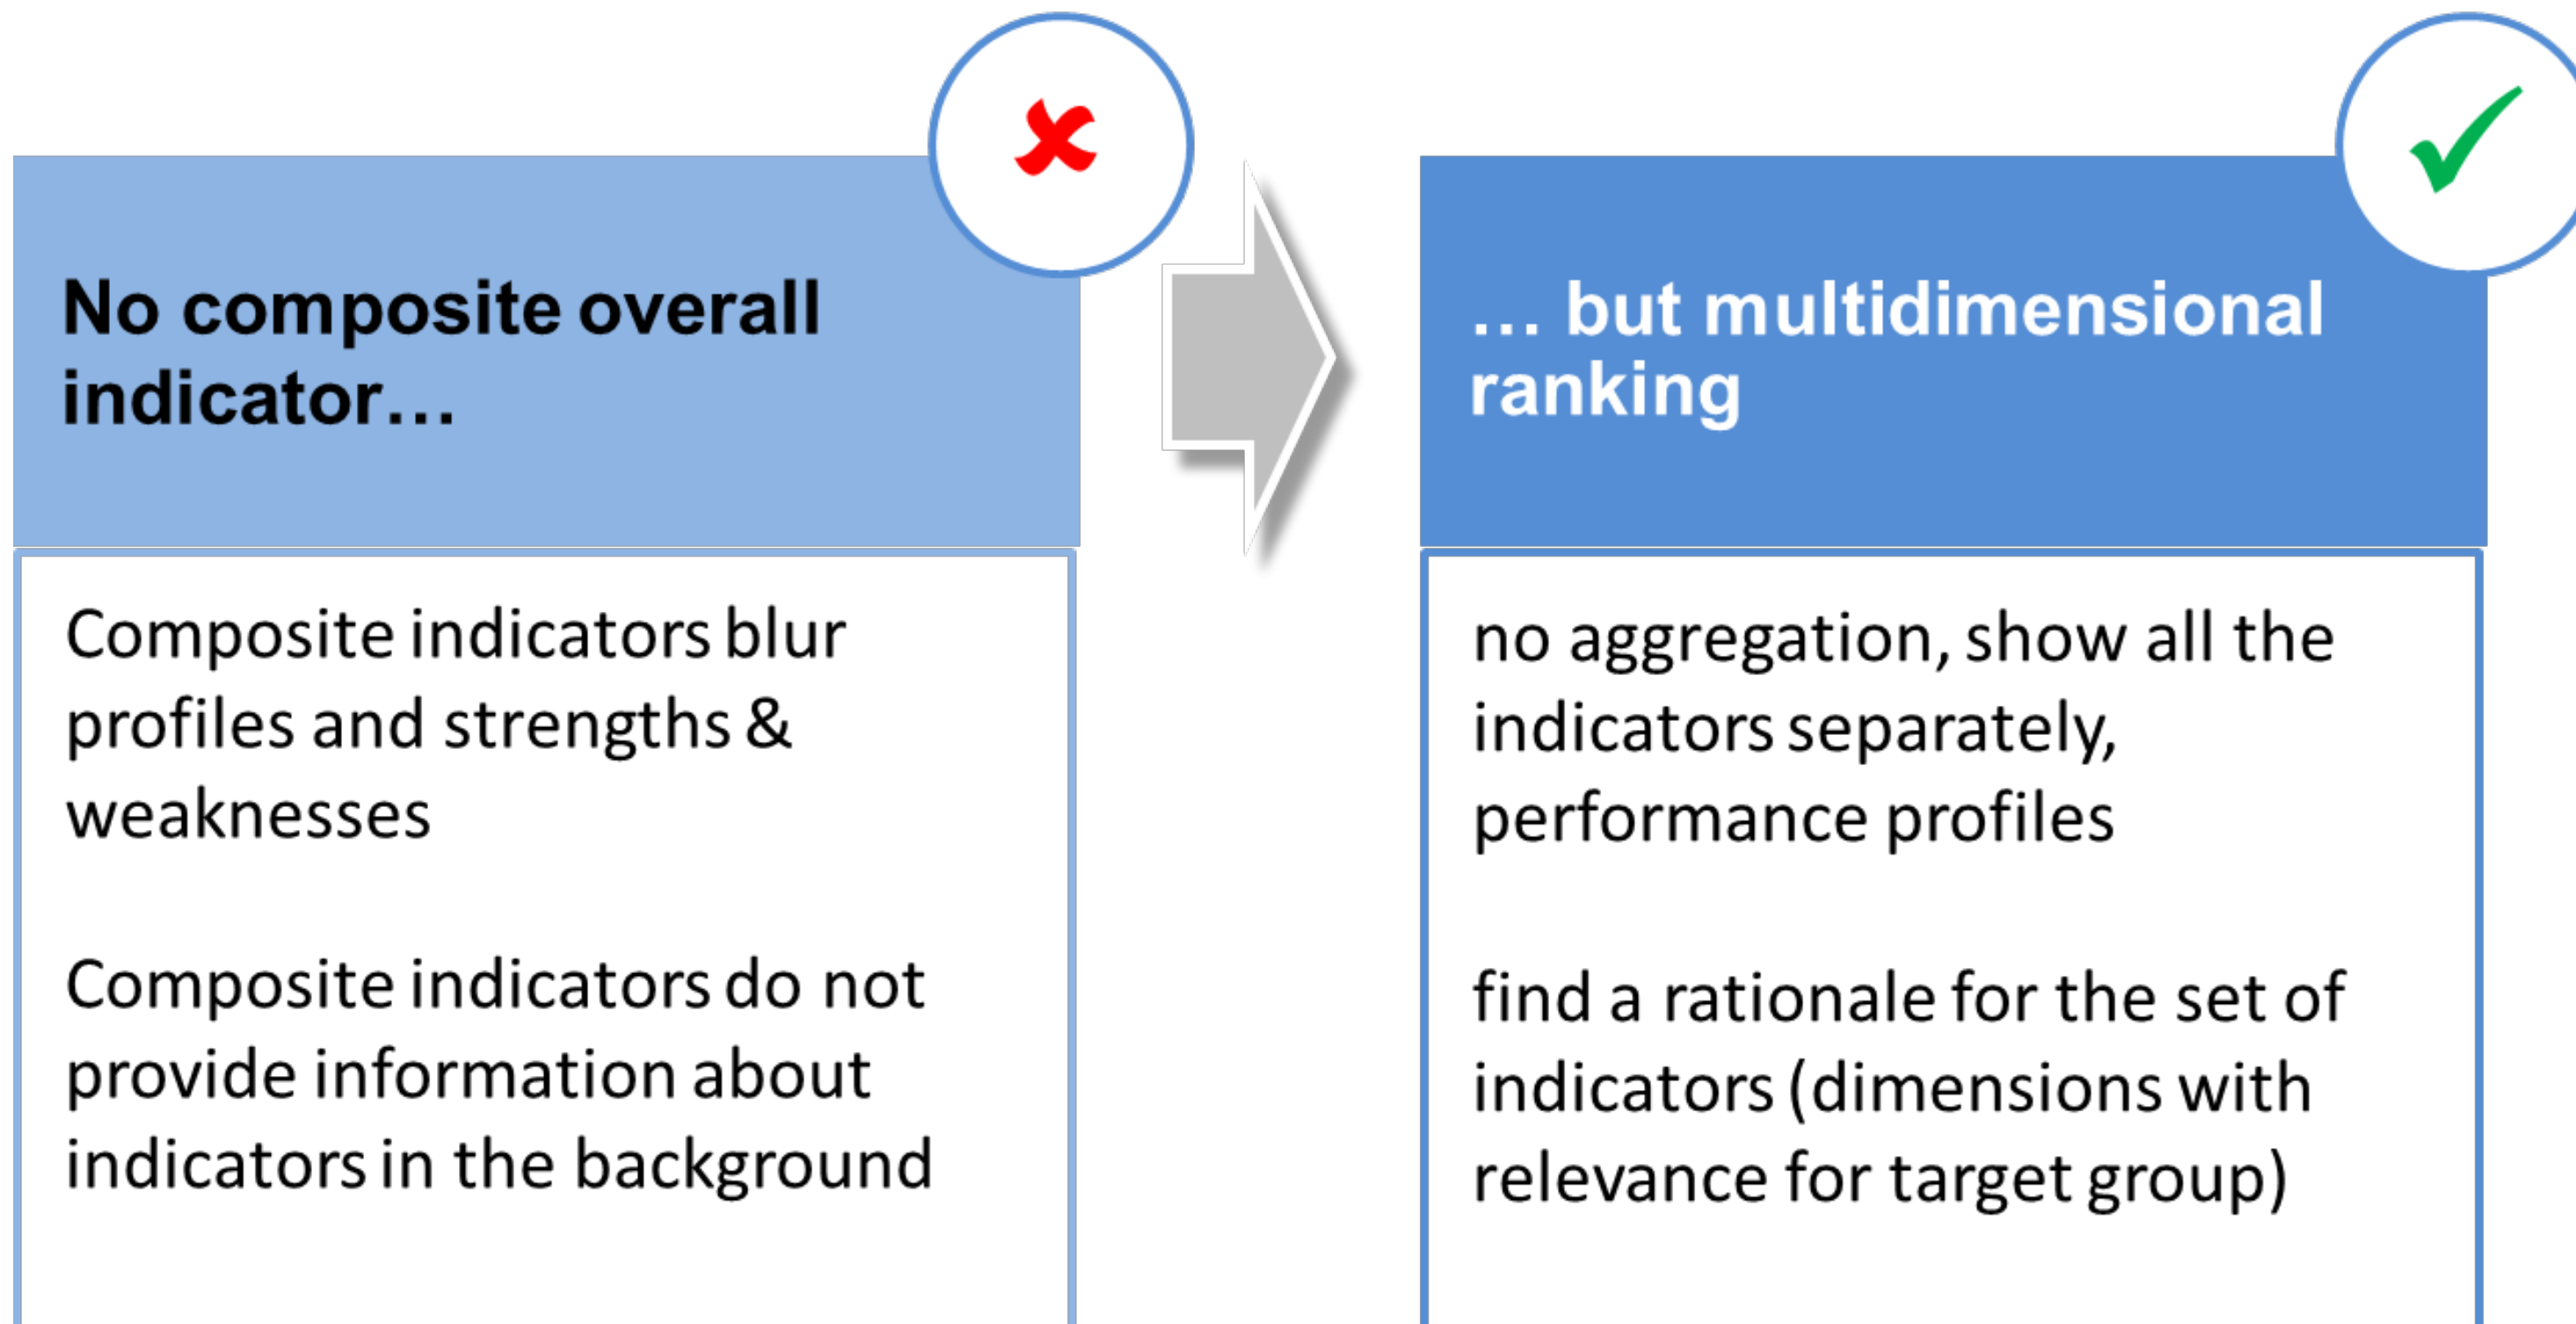 No composite overall
indicator…
Composite indicators blur
profiles and strengths &
weaknesses
Composite indicators do not
provide information about
indicators in the background
… but multidimensional
ranking
no aggregation, show all the
indicators separately,
performance profiles
find a rationale for the set of
indicators (dimensions with
relevance for target group)